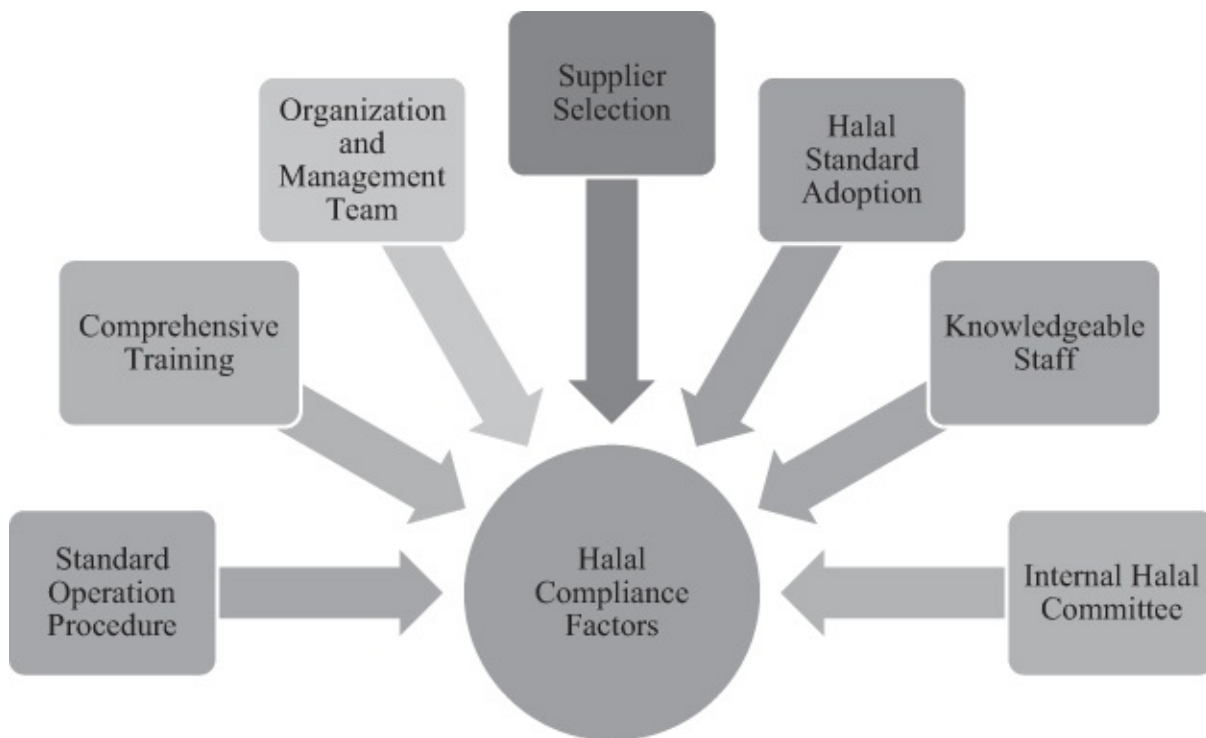 Supplier
Selection
Organization
and
Management
Team
Halal
Standard
Adoption
Comprehensive
Training
Knowledgeable
Staff
Standard
Operation
Procedure
Halal
Compliance
Factors
Internal Halal
Committee